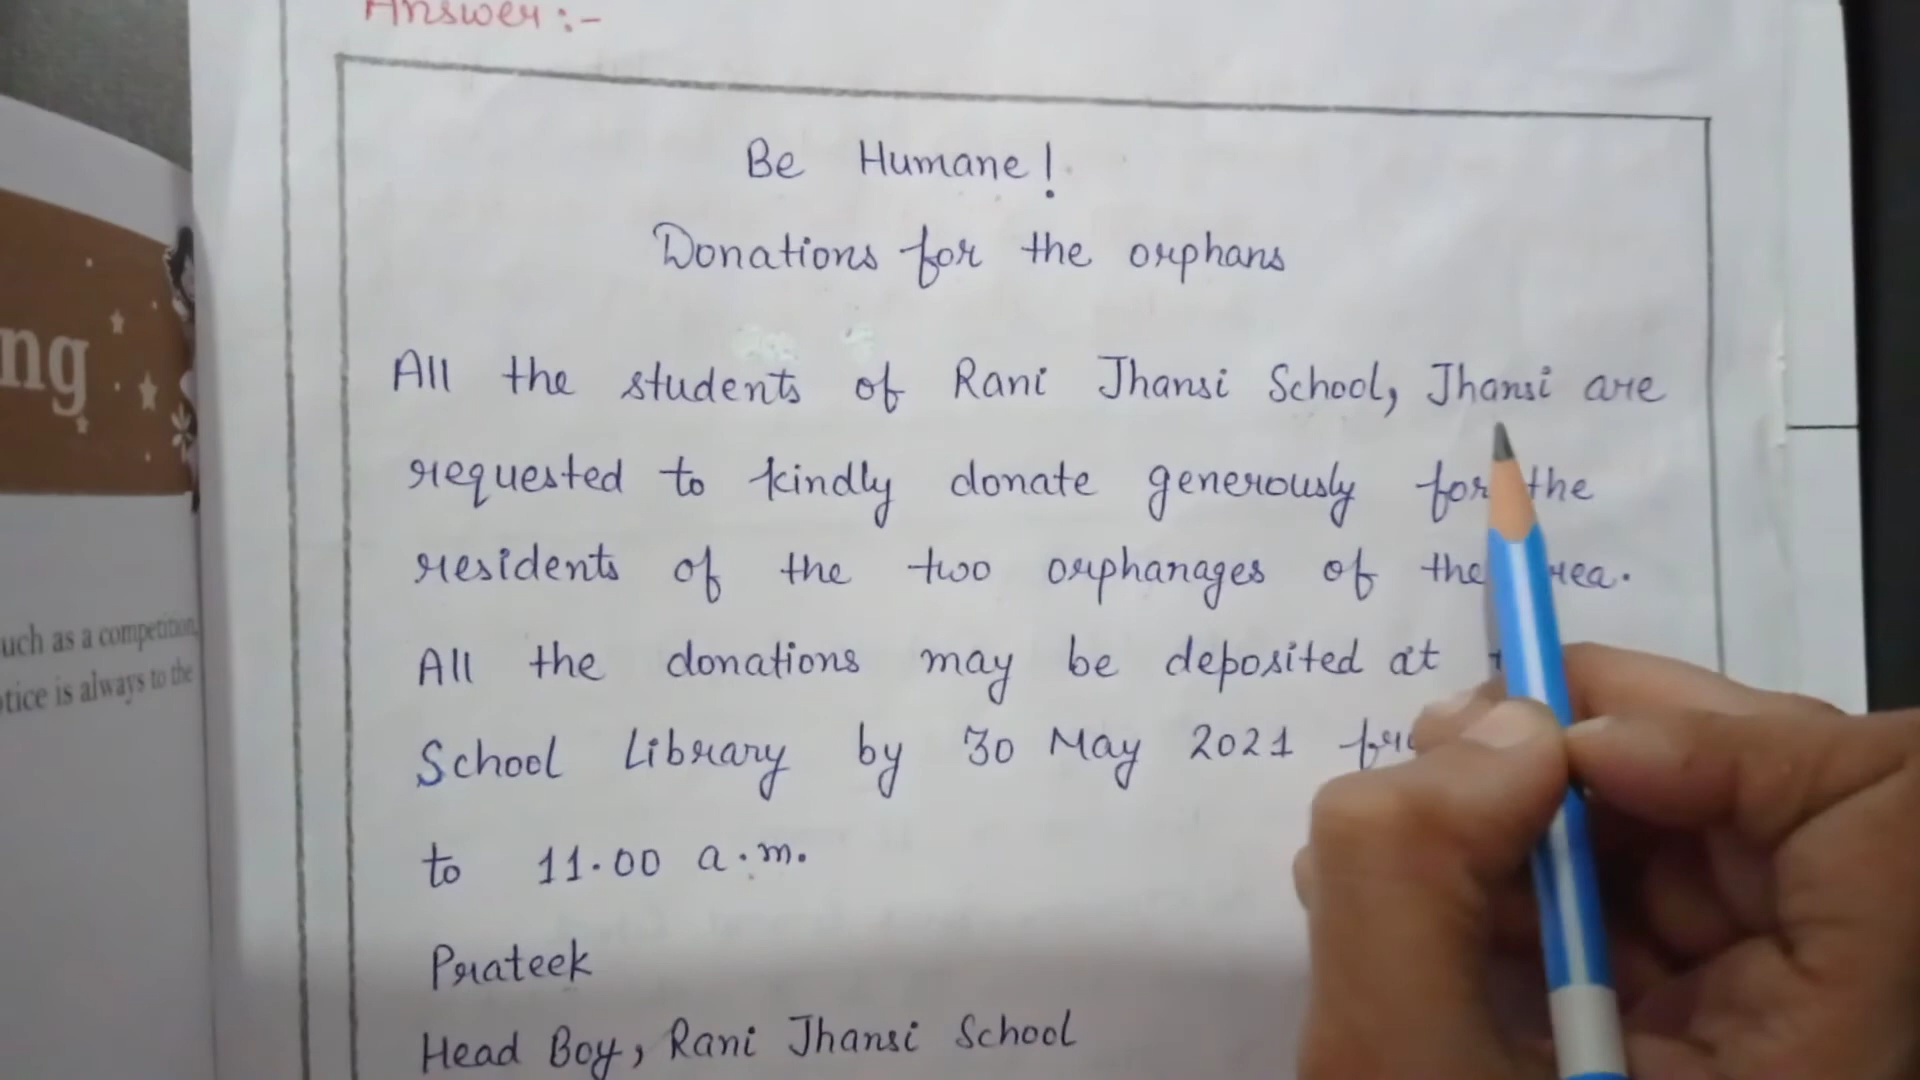 Answer :-
Be Humane!
Donations for the orphans
All the students of Rani Jhansi School, Jhansi are
requested to kindly donate generously for the
residents of the two orphanages of the
All the donations may be deposited at
School Library by 30 May 2021
to 11.00 a.m.
Prateek
Head Boy, Rani Jhansi School
ng
uch as a competition,
otice is always to the